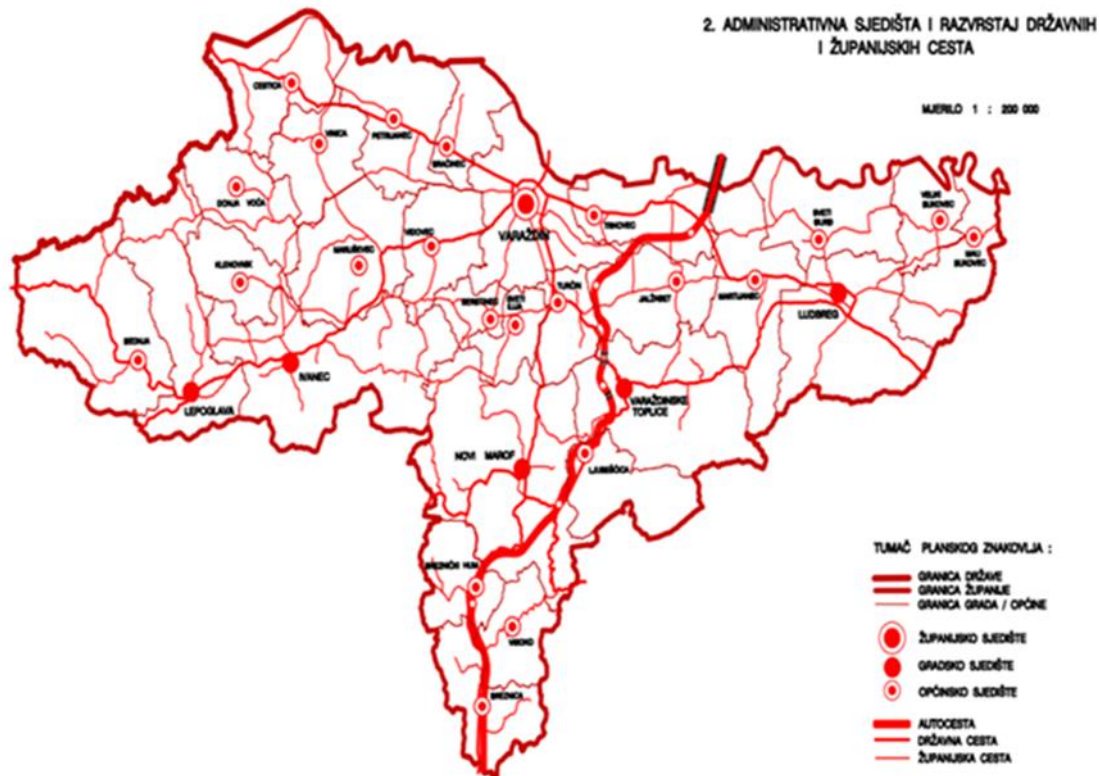 2. ADMINISTRATIVNA SJEDIŠTA I RAZVRSTAJ DRŽAVNIH
I ŽUPANIJSKIH CESTA
MJERILO 1 : 200 000
CESTICA
PETRIJANEC
VINICA
SRAČINEC
DONJA VOĆA
VARAŽDIN
TRNOVEC
SVETI ĐURĐ
VELIKI
BUKOVEC
MALI
BUKOVEC
VIDOVEC
MARUŠEVEC
KLENOVNIK
TURČIN
JALŽABET
MARTIJANEC
LUDBREG
BERETINEC
SVETI
ILIJA
BEDNJA
IVANEC
LEPOGLAVA
VARAŽDINSKE
TOPLICE
NOVI MAROF
LJUBEŠĆICA
BREZNIČKI HUM
VISOKO
BREZNICA
TUMAČ PLANSKOG ZNAKOVLJA :
GRANICA DRŽAVE
GRANICA ŽUPANIJE
GRANICA GRADA / OPĆINE
ŽUPANIJSKO SJEDIŠTE
GRADSKO SJEDIŠTE
OPĆINSKO SJEDIŠTE
AUTOCESTA
DRŽAVNA CESTA
ŽUPANIJSKA CESTA